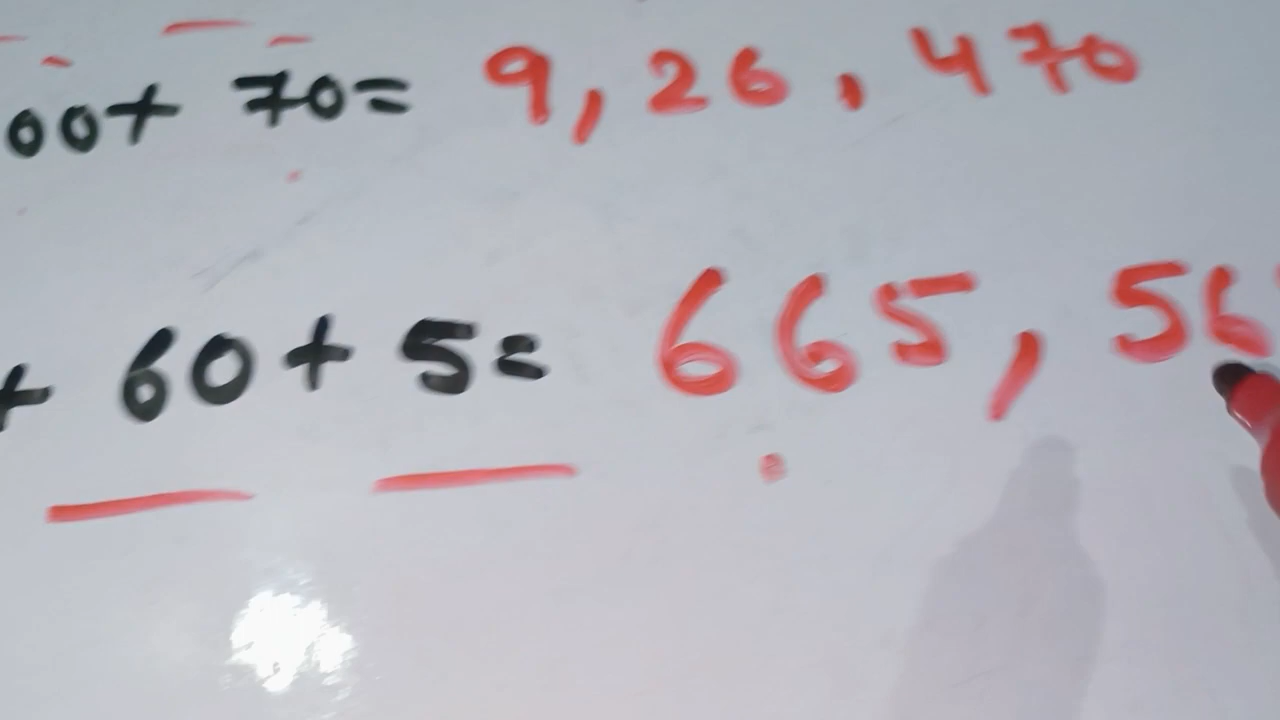 00+ 70= 9, 26, 470
+ 60+ 5= 665, 56